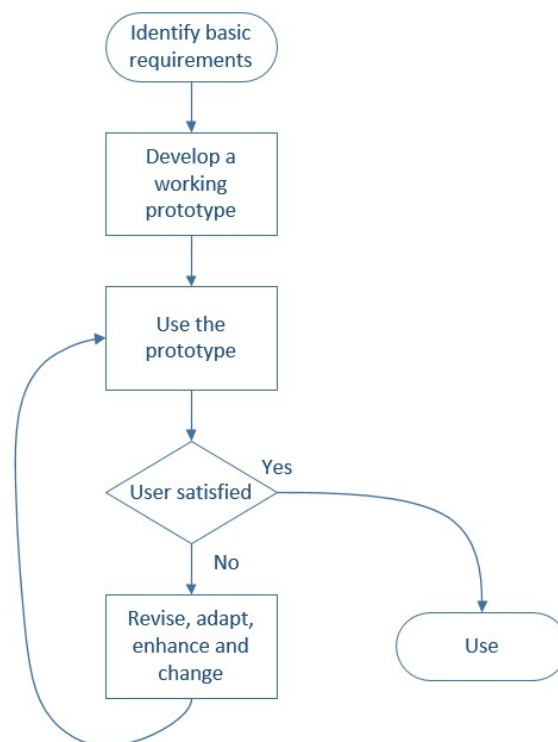 Identify basic
requirements
Develop a
working
prototype
Use the
prototype
User satisfied
Yes
No
Revise, adapt,
enhance and
change
Use